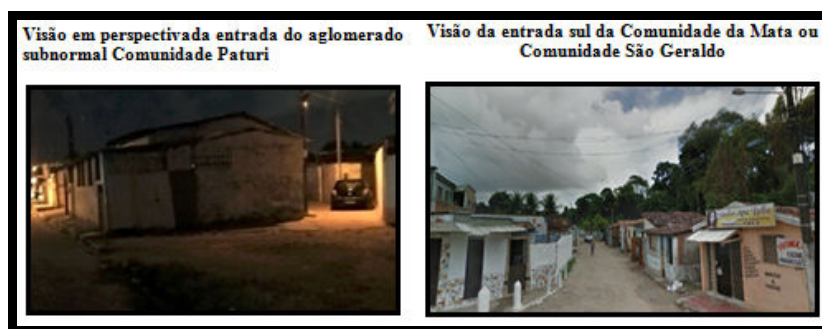 Visão em perspectivada entrada do aglomerado
subnormal Comunidade Paturi
Visão da entrada sul da Comunidade da Mata ou
Comunidade São Geraldo